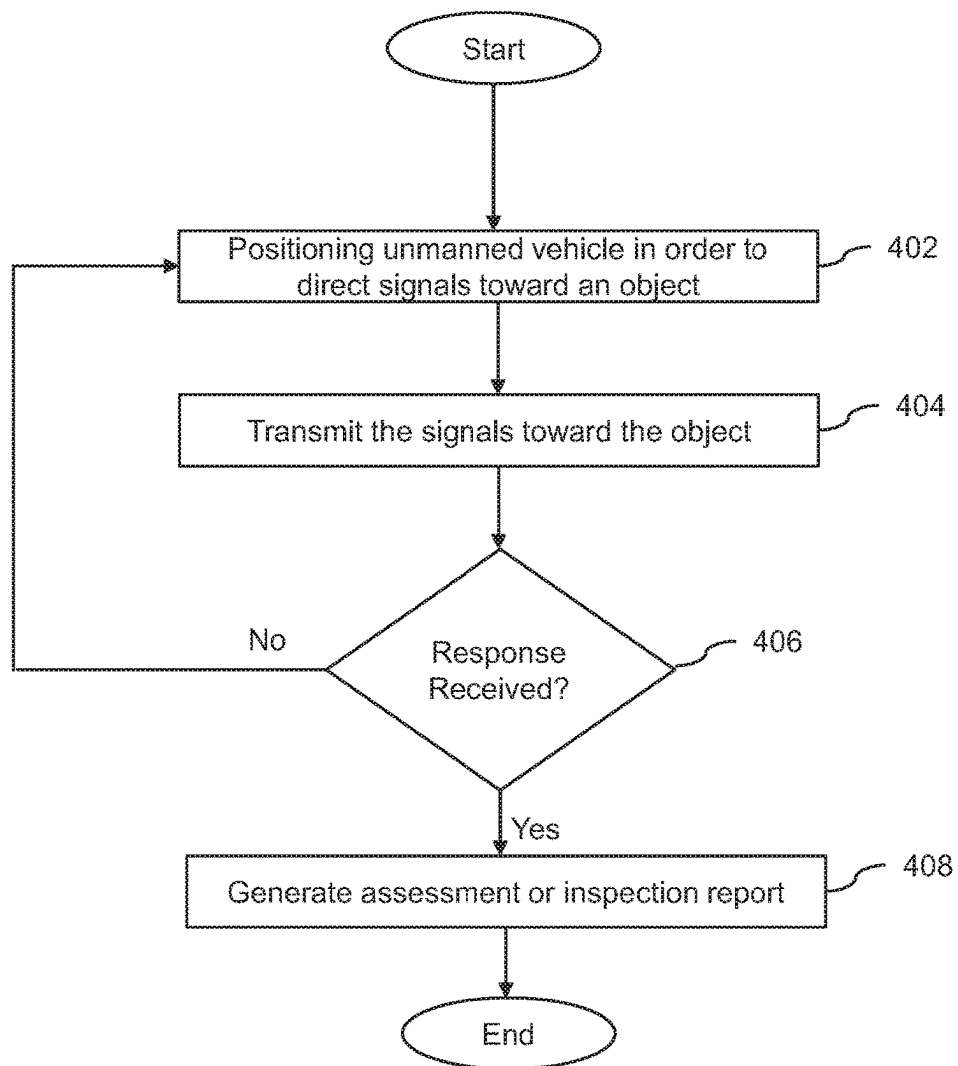 Start
Positioning unmanned vehicle in order to
direct signals toward an object
402
Transmit the signals toward the object
404
Response
Received?
406
No
Yes
Generate assessment or inspection report
408
End